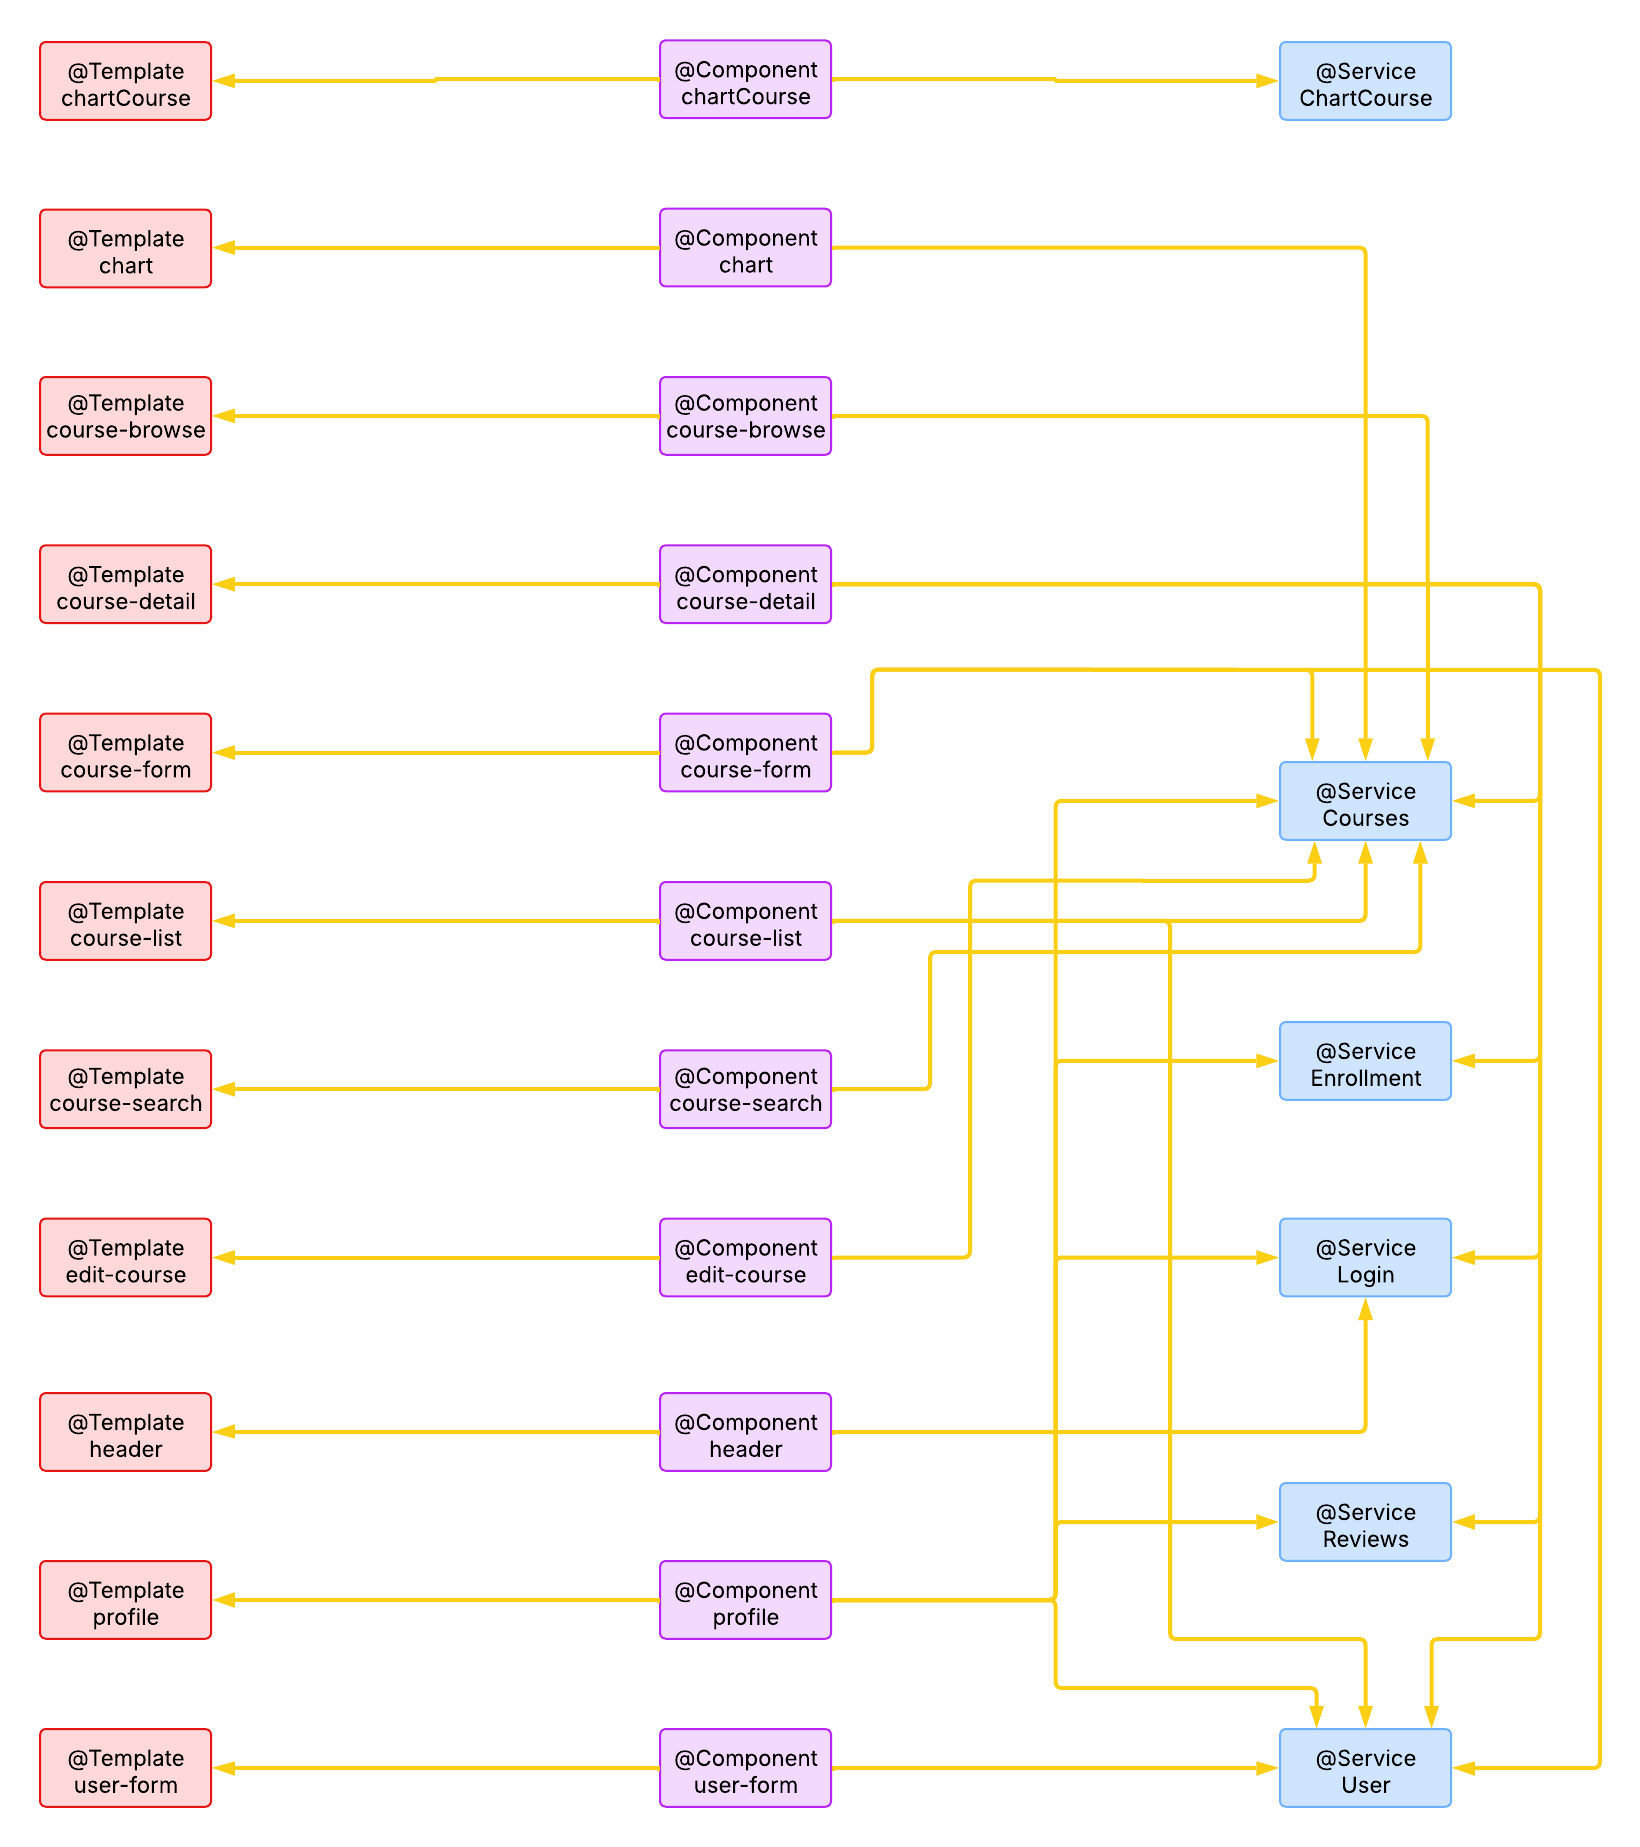 @Template
chartCourse
@Component
chartCourse
@Service
ChartCourse
@Template
chart
@Component
chart
@Template
course-browse
@Component
course-browse
@Template
course-detail
@Component
course-detail
@Template
course-form
@Component
course-form
@Service
Courses
@Template
course-list
@Component
course-list
@Template
course-search
@Component
course-search
@Service
Enrollment
@Template
edit-course
@Component
edit-course
@Service
Login
@Template
header
@Component
header
@Service
Reviews
@Template
profile
@Component
profile
@Template
user-form
@Component
user-form
@Service
User